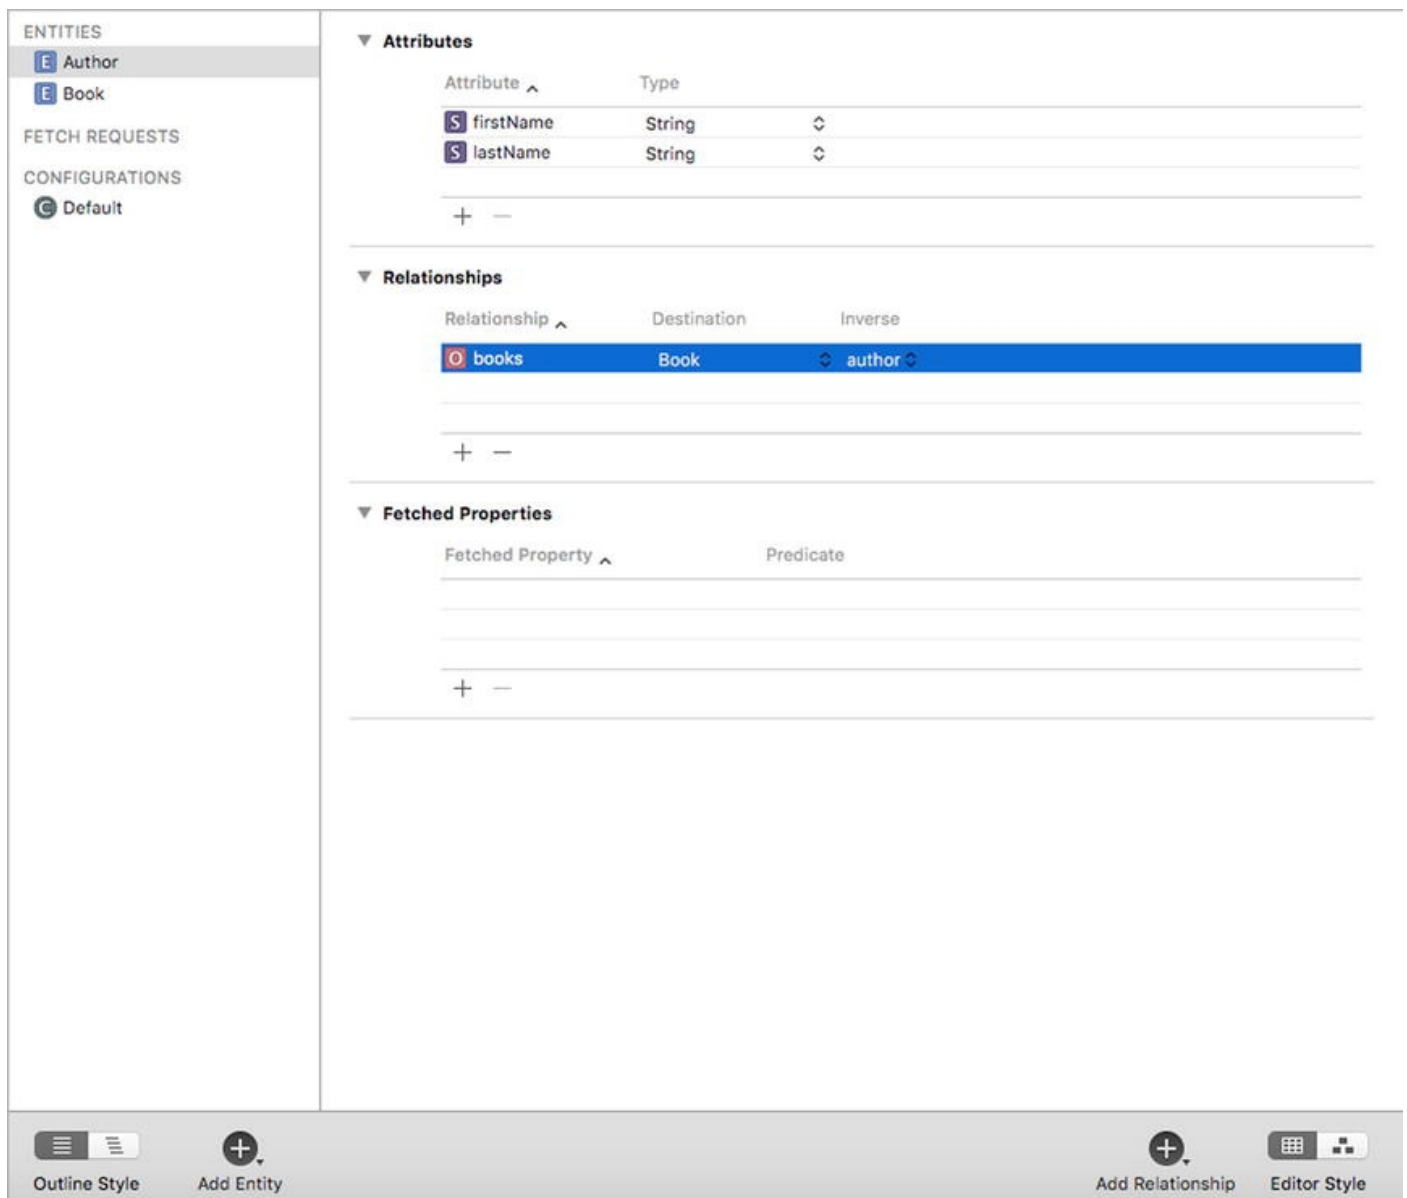 ENTITIES
E Author
E Book
FETCH REQUESTS
CONFIGURATIONS
C Default
Attributes
Attribute Type
S firstName String
S lastName String
Relationships
Relationship Destination Inverse
O books Book author
Fetched Properties
Fetched Property Predicate
Outline Style Add Entity Add Relationship Editor Style